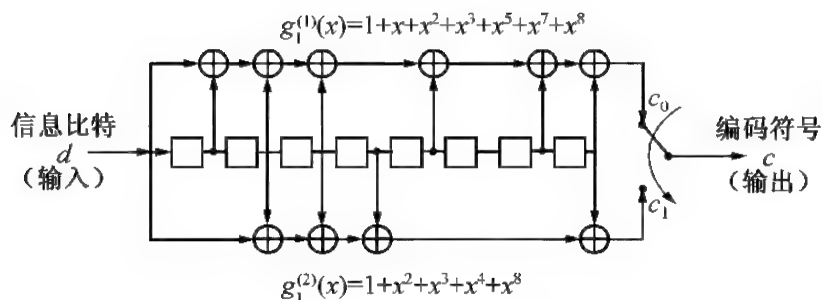 g₁⁽¹⁾(x)=1+x+x²+x³+x⁵+x⁷+x⁸
信息比特
d
(输入)
c₀
编码符号
c
(输出)
c₁
g₁⁽²⁾(x)=1+x²+x³+x⁴+x⁸